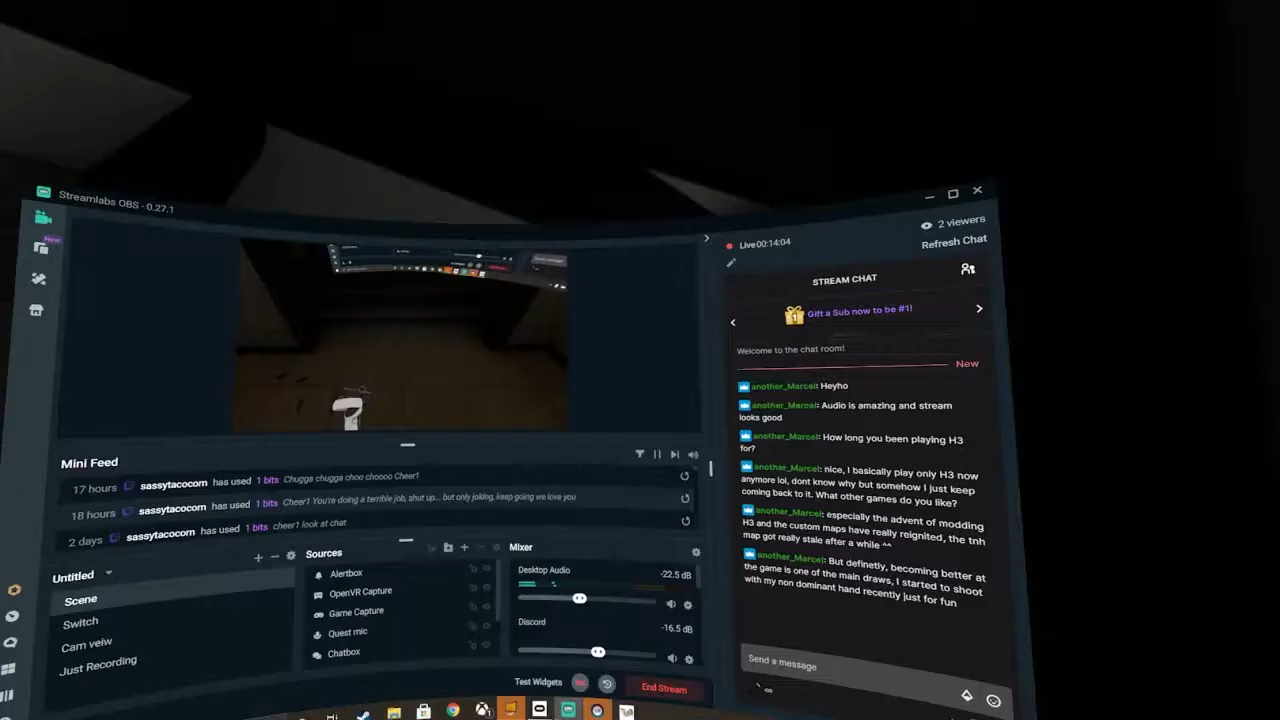 Streamlabs OBS - 0.27.1
New
2 viewers
Live 00:14:04
Refresh Chat
STREAM CHAT
Gift a Sub now to be #1!
Welcome to the chat room!
New
another_Marcel: Heyho
another_Marcel: Audio is amazing and stream
looks good
another_Marcel: How long you been playing H3
for?
another_Marcel: nice, I basically play only H3 now
anymore lol, dont know why but somehow I just keep
coming back to it. What other games do you like?
another_Marcel: especially the advent of modding
H3 and the custom maps have really reignited, the tnh
map got really stale after a while ^^
another_Marcel: But definetly, becoming better at
the game is one of the main draws, I started to shoot
with my non dominant hand recently just for fun
Send a message
Mini Feed
17 hours sassytacocorn has used 1 bits Chugga chugga choo choooo Cheer1
18 hours sassytacocorn has used 1 bits Cheer1 You're doing a terrible job, shut up... but only joking, keep going we love you
2 days sassytacocorn has used 1 bits cheer1 look at chat
Untitled
Scene
Switch
Cam veiw
Just Recording
Sources
Alertbox
OpenVR Capture
Game Capture
Quest mic
Chatbox
Mixer
Desktop Audio -22.5 dB
Discord -16.5 dB
Test Widgets
REC
End Stream